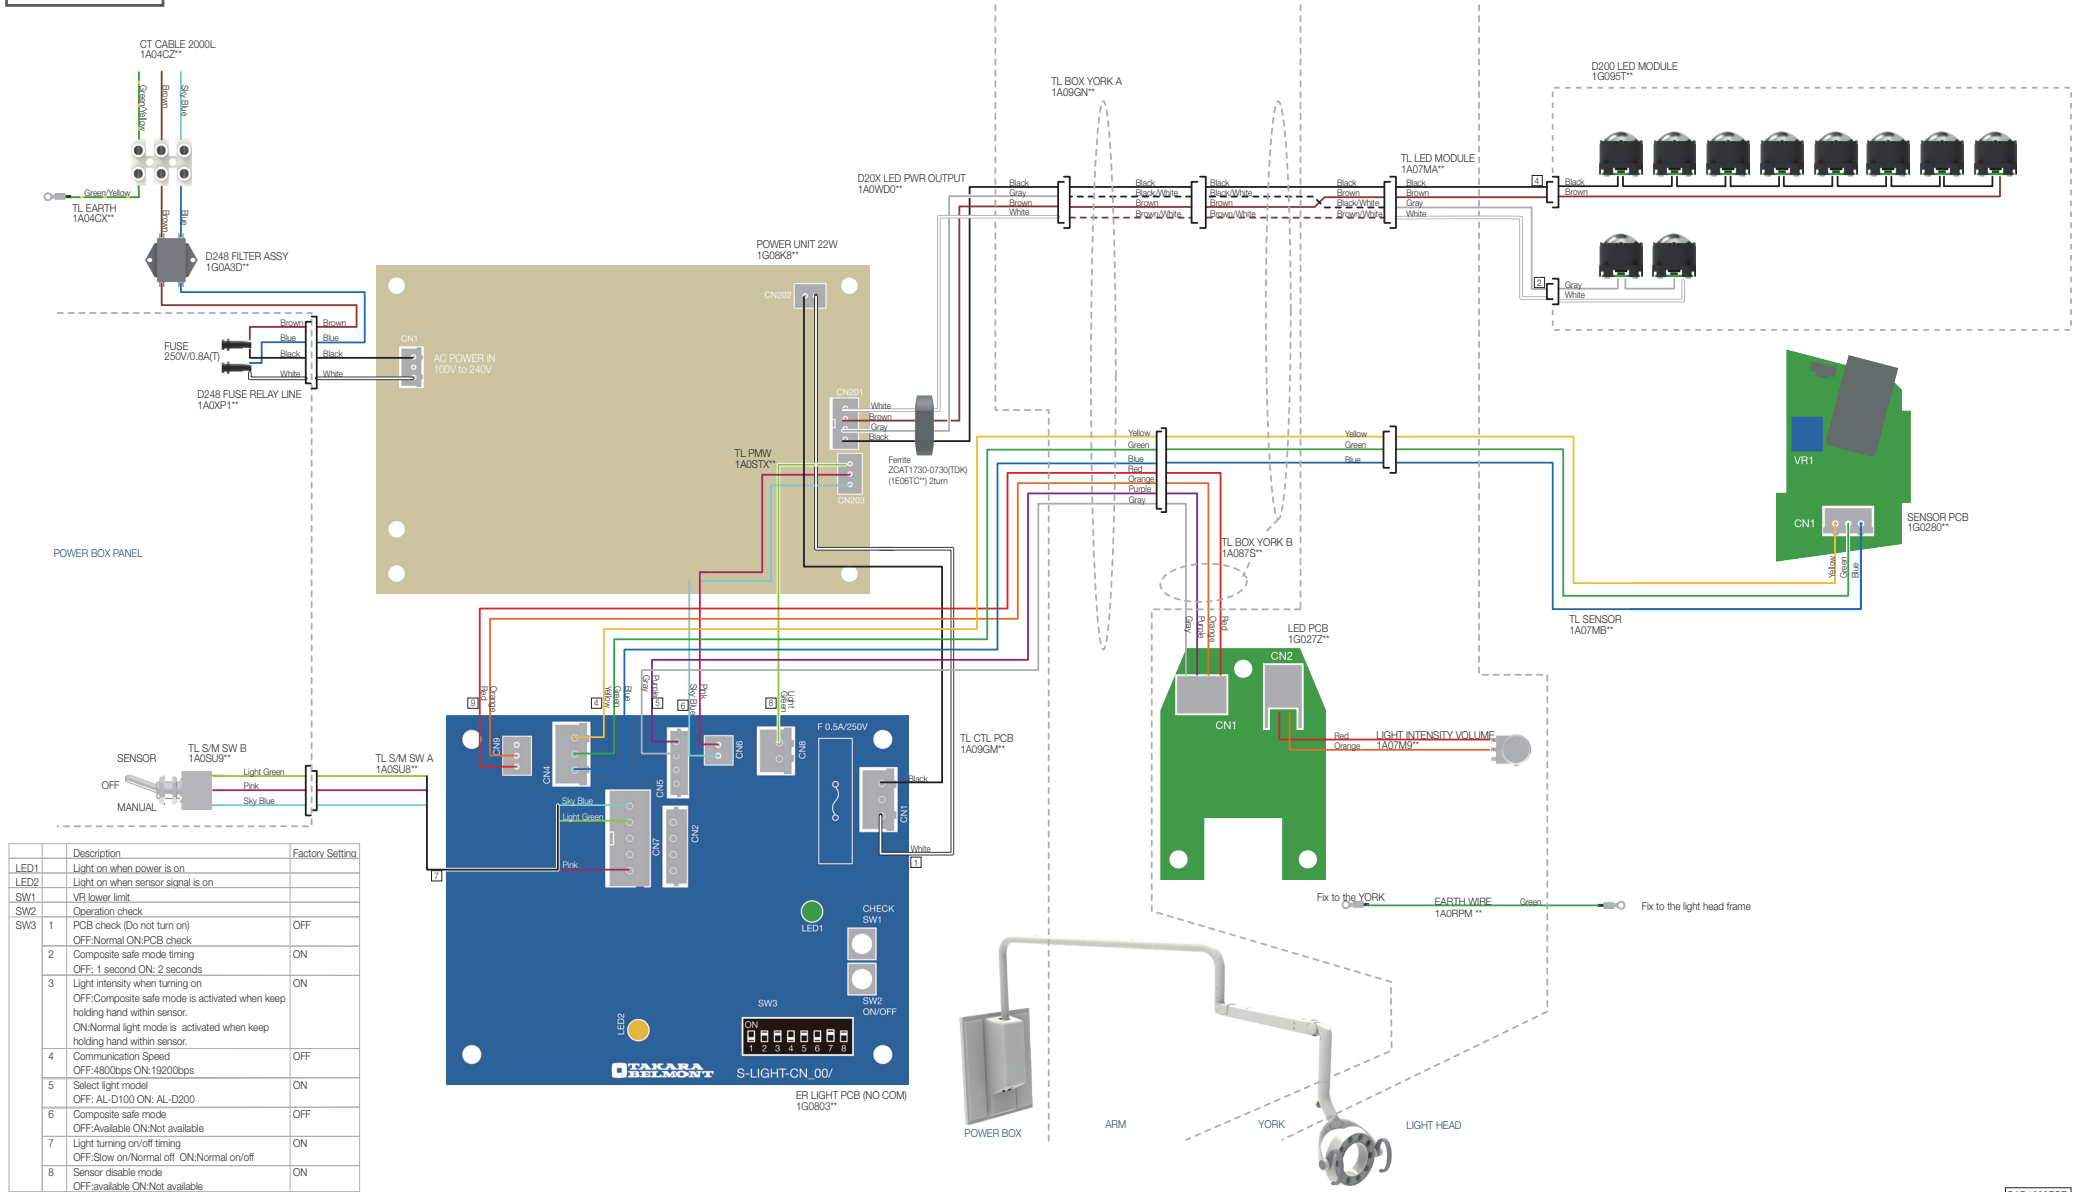 CT CABLE 2000L
1A04CZ**
Green/Yellow
Brown
Sky Blue
Green/Yellow
TL EARTH
1A04CX**
Brown
Blue
D248 FILTER ASSY
1G0A3D**
FUSE
250V/0.8A(T)
Brown
Blue
Black
White
Brown
Blue
Black
White
D248 FUSE RELAY LINE
1A0XP1**
POWER BOX PANEL
POWER UNIT 22W
1G08K8**
CN202
CN1
AC POWER IN
100V to 240V
CN201
White
Brown
Gray
Black
CN203
TL PMW
1A0STX**
Ferrite
ZCAT1730-0730(TDK)
(1E06TC**) 2turn
D20X LED PWR OUTPUT
1A0WD0**
Black
Gray
Brown
White
TL BOX YORK A
1A09GN**
Black
Black/White
Brown
Brown/White
Black
Black/White
Brown
Brown/White
Black
Brown
Black/White
Brown/White
TL LED MODULE
1A07MA**
Black
Brown
Gray
White
D200 LED MODULE
1G095T**
4
Black
Brown
2
Gray
White
Yellow
Green
Blue
Red
Orange
Purple
Gray
Yellow
Green
Blue
VR1
CN1
SENSOR PCB
1G0280**
Yellow
Green
Blue
TL SENSOR
1A07MB**
TL BOX YORK B
1A087S**
Gray
Purple
Orange
Red
LED PCB
1G027Z**
CN2
CN1
Red
Orange
LIGHT INTENSITY VOLUME
1A07M9**
Fix to the YORK
EARTH WIRE
1A0RPM **
Green
Fix to the light head frame
SENSOR
OFF
MANUAL
TL S/M SW B
1A0SU9**
Light Green
Pink
Sky Blue
TL S/M SW A
1A0SU8**
7
9
Red
Orange
4
Yellow
Green
Blue
Gray
Purple
5
6
Sky Blue
Pink
8
Light
Green
F 0.5A/250V
CN9
CN4
CN5
CN6
CN8
CN7
CN2
CN1
Sky Blue
Light Green
Pink
Black
White
1
TL CTL PCB
1A09GM**
LED1
CHECK
SW1
SW2
ON/OFF
LED2
SW3
ON
1 2 3 4 5 6 7 8
TAKARA
BELMONT
S-LIGHT-CN_00/
ER LIGHT PCB (NO COM)
1G0803**
POWER BOX
ARM
YORK
LIGHT HEAD
Description Factory Setting
LED1 Light on when power is on
LED2 Light on when sensor signal is on
SW1 VR lower limit
SW2 Operation check
SW3 1 PCB check (Do not turn on) OFF
OFF:Normal ON:PCB check
2 Composite safe mode timing ON
OFF: 1 second ON: 2 seconds
3 Light intensity when turning on ON
OFF:Composite safe mode is activated when keep
holding hand within sensor.
ON:Normal light mode is activated when keep
holding hand within sensor.
4 Communication Speed OFF
OFF:4800bps ON:19200bps
5 Select light model ON
OFF: AL-D100 ON: AL-D200
6 Composite safe mode OFF
OFF:Available ON:Not available
7 Light turning on/off timing ON
OFF:Slow on/Normal off ON:Normal on/off
8 Sensor disable mode ON
OFF:available ON:Not available